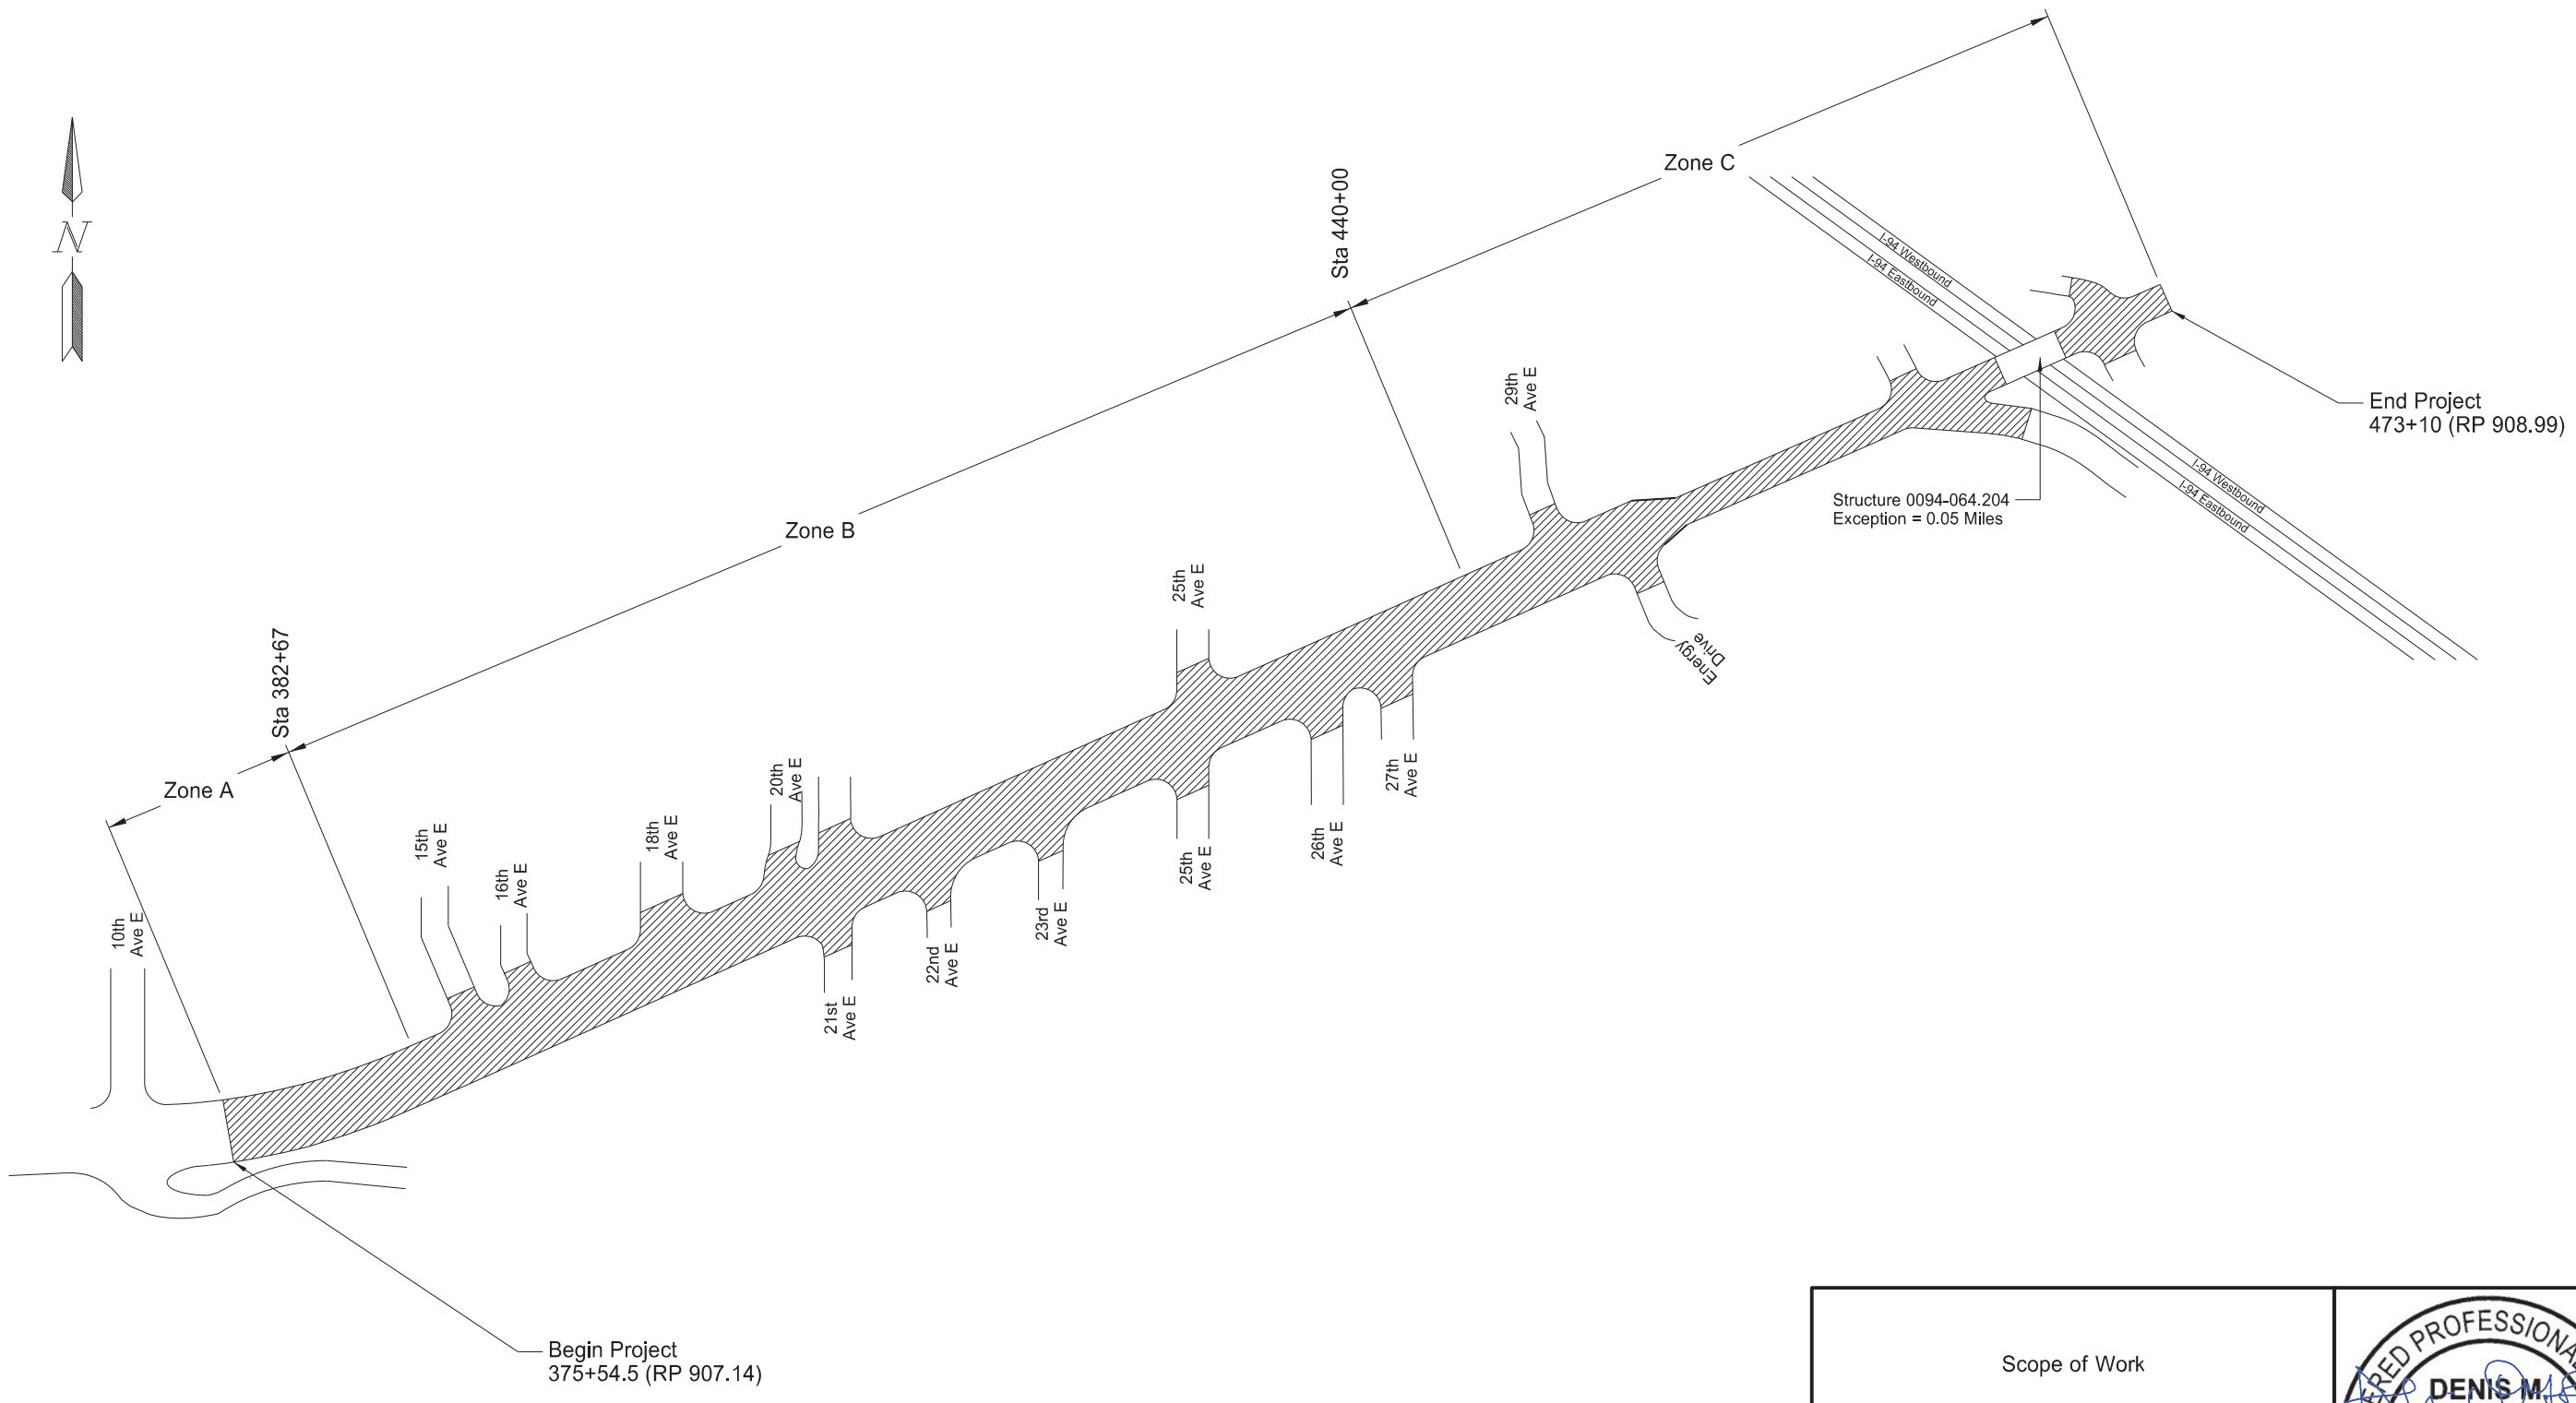 Zone C
Sta 440+00
N
I-94 Westbound
I-94 Eastbound
End Project
473+10 (RP 908.99)
29th
Ave E
I-94 Westbound
I-94 Eastbound
Structure 0094-064.204
Exception = 0.05 Miles
Zone B
25th
Ave E
Sta 382+67
Energy
Drive
Zone A
20th
Ave E
27th
Ave E
15th
Ave E
18th
Ave E
26th
Ave E
16th
Ave E
25th
Ave E
10th
Ave E
23rd
Ave E
22nd
Ave E
21st
Ave E
Begin Project
375+54.5 (RP 907.14)
Scope of Work
ERED PROFESSIONA
DENIS M.